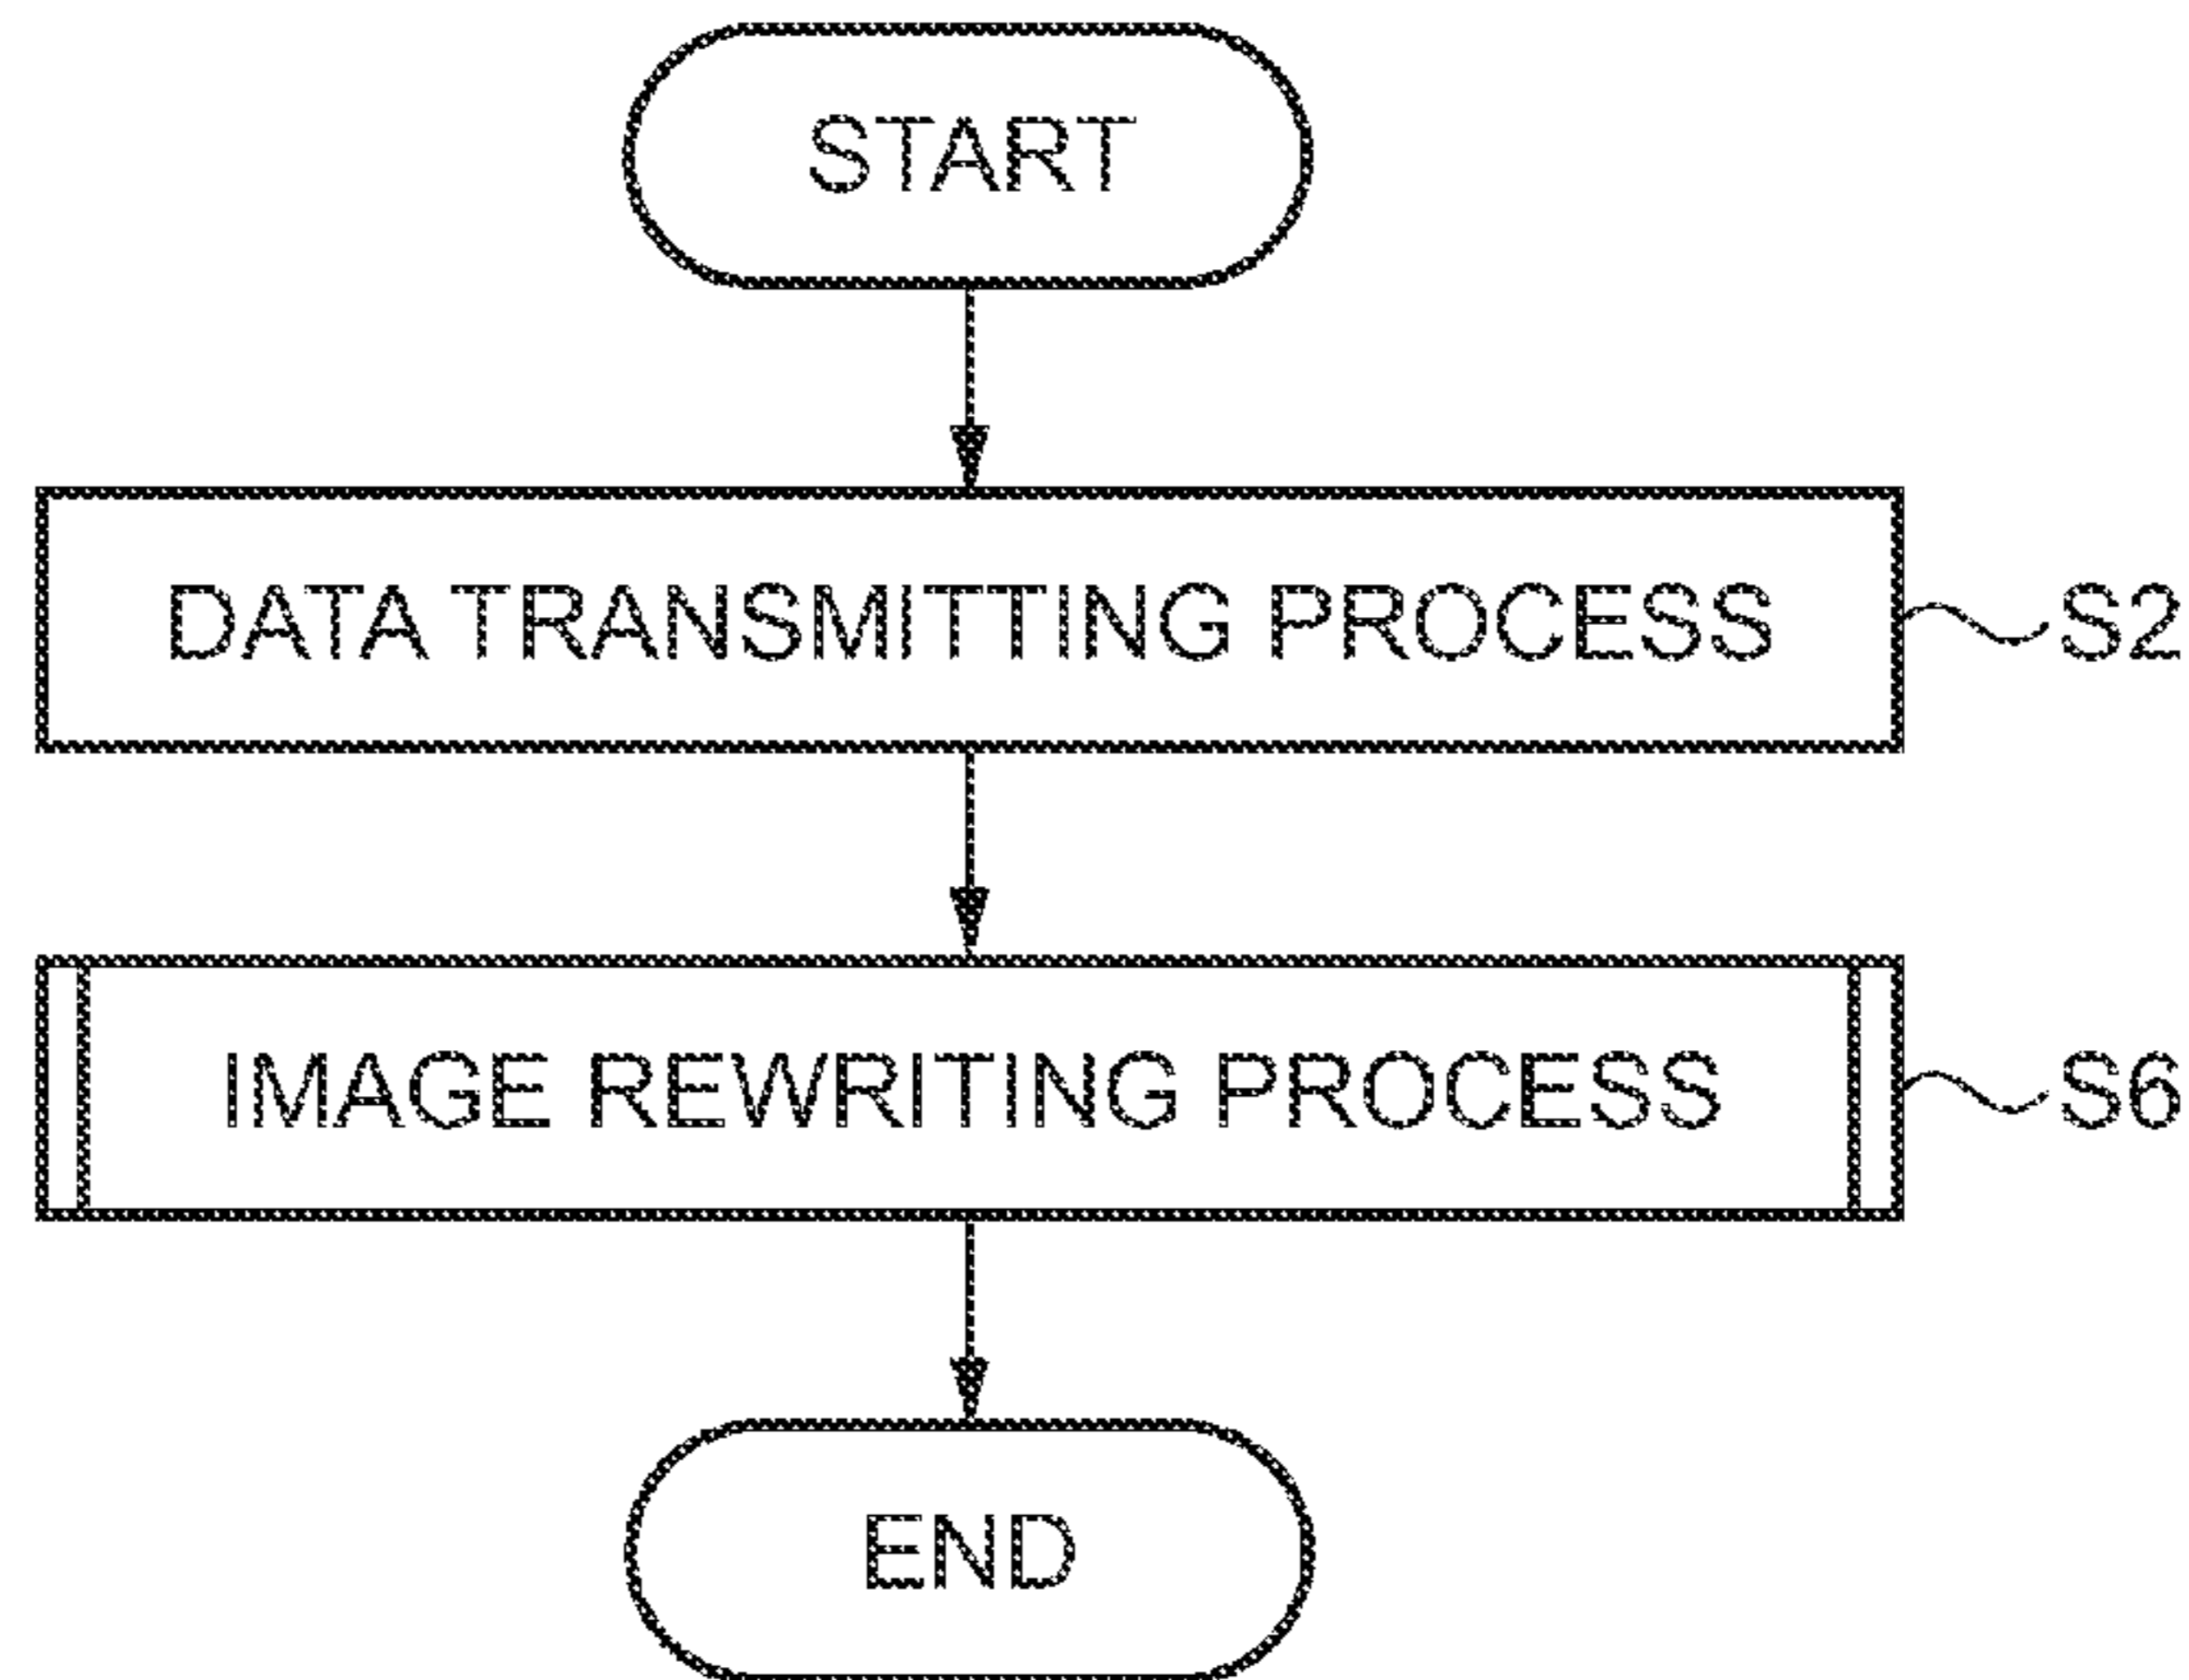 START
DATA TRANSMITTING PROCESS S2
IMAGE REWRITING PROCESS S6
END